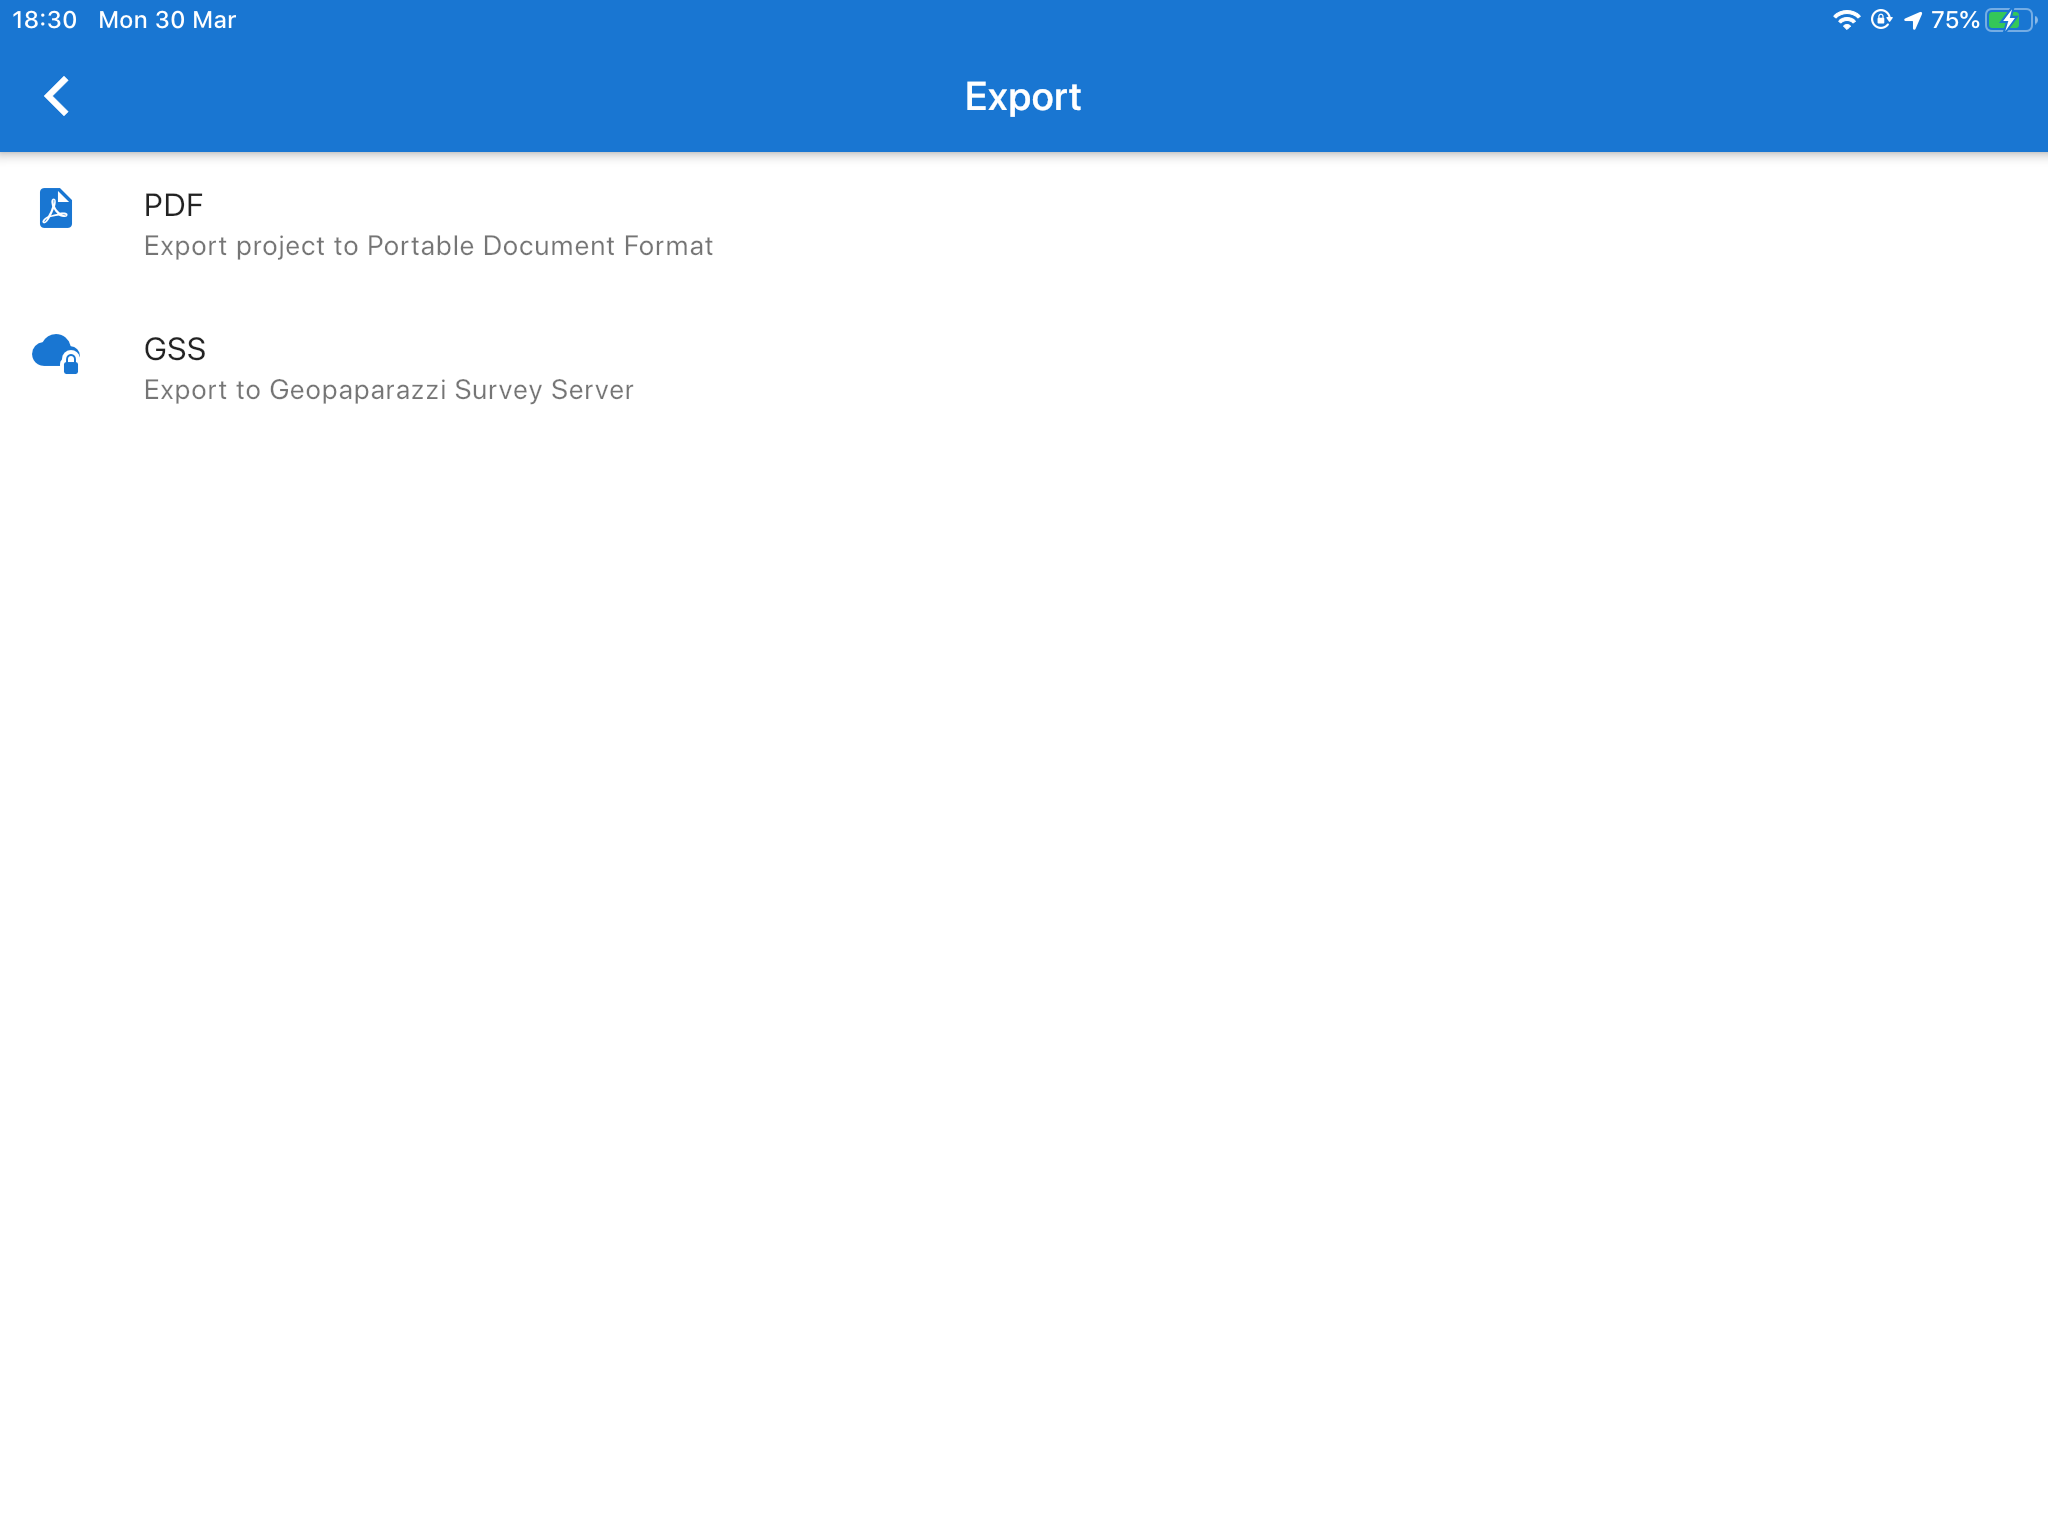 18:30 Mon 30 Mar 75%
Export
PDF
Export project to Portable Document Format
GSS
Export to Geopaparazzi Survey Server